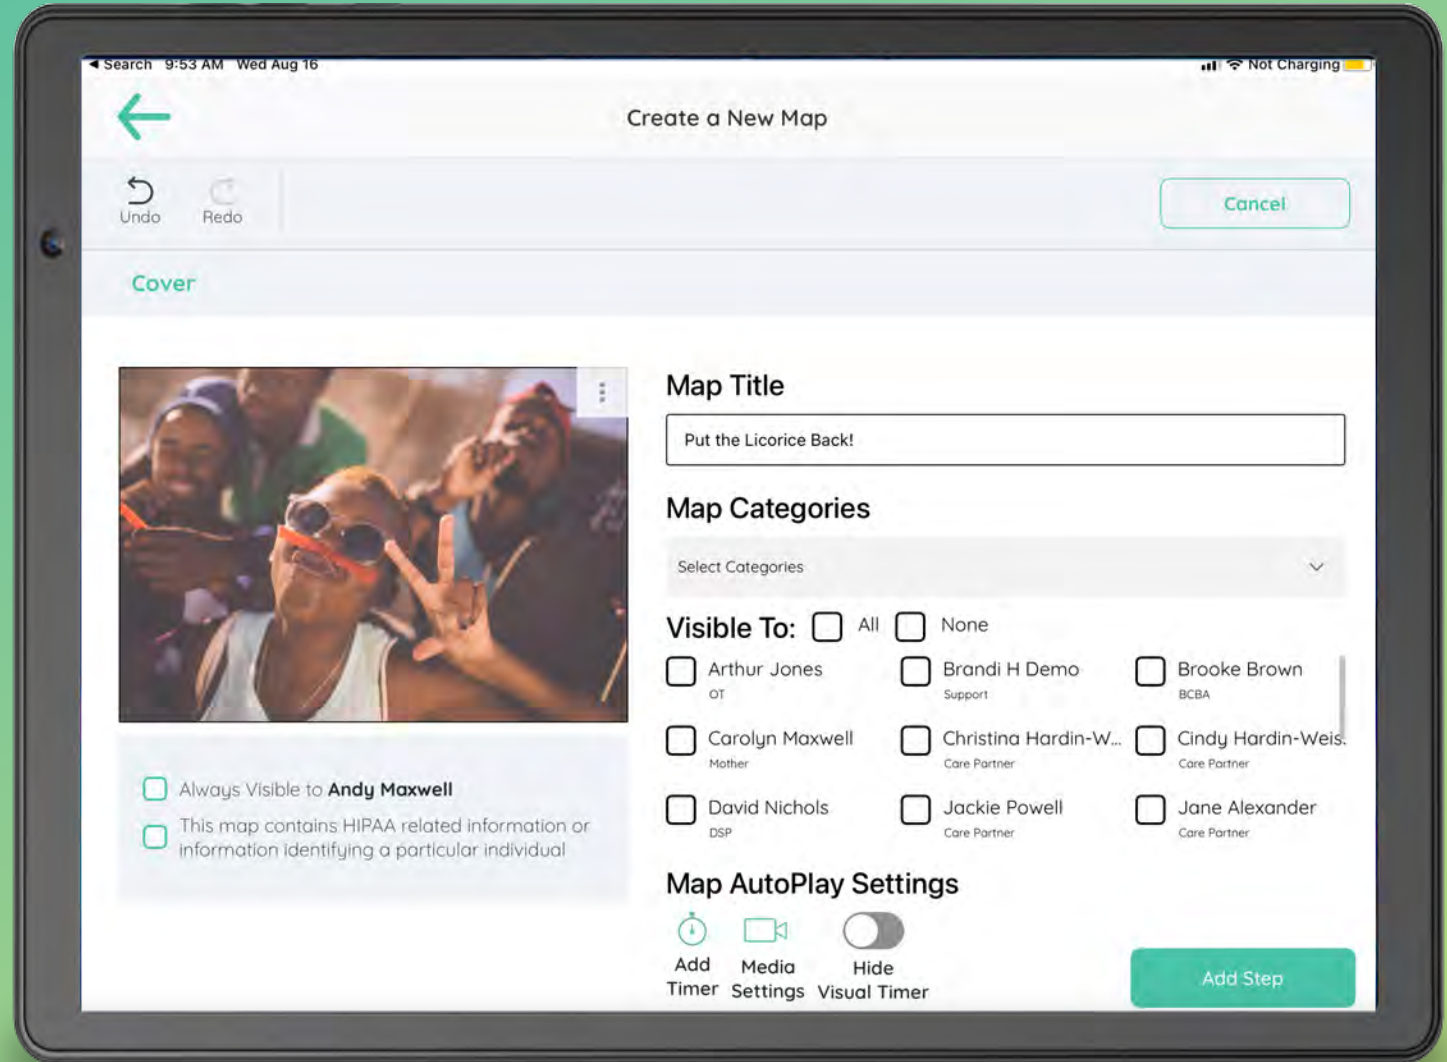 Search 9:53 AM Wed Aug 16
Not Charging
Create a New Map
Undo
Redo
Cancel
Cover
Map Title
Put the Licorice Back!
Map Categories
Select Categories
Visible To: All None
Arthur Jones
OT
Brandi H Demo
Support
Brooke Brown
BCBA
Carolyn Maxwell
Mother
Christina Hardin-W...
Care Partner
Cindy Hardin-Weis.
Care Partner
David Nichols
DSP
Jackie Powell
Care Partner
Jane Alexander
Care Partner
Always Visible to Andy Maxwell
This map contains HIPAA related information or
information identifying a particular individual
Map AutoPlay Settings
Add
Timer
Media
Settings
Hide
Visual Timer
Add Step